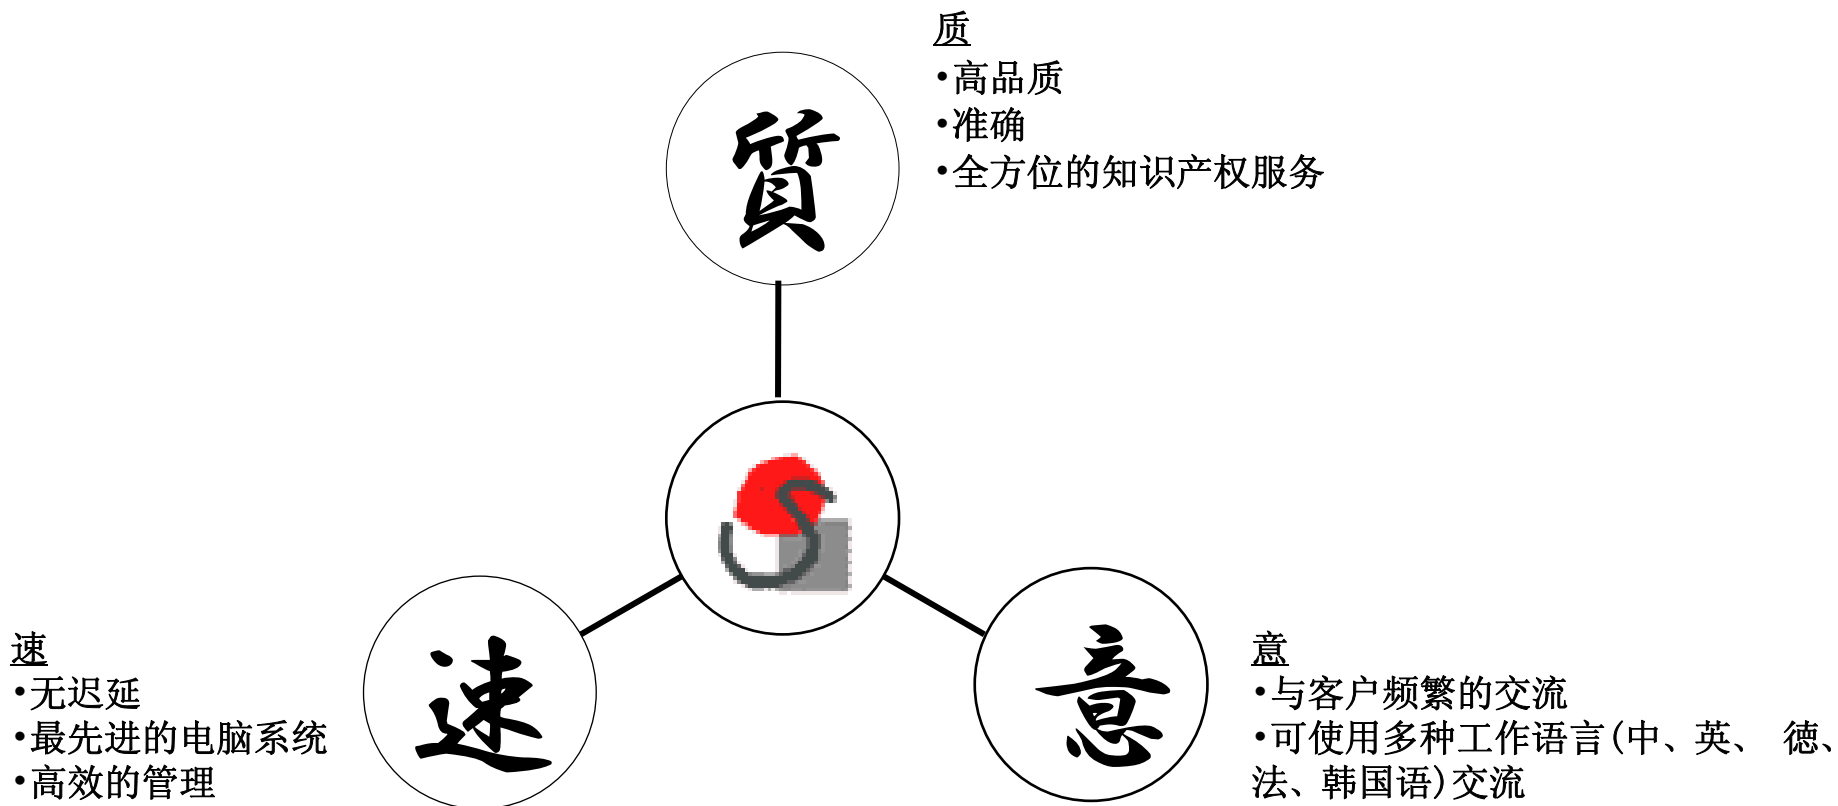 质
•高品质
•准确
•全方位的知识产权服务
質
S
速
•无迟延
•最先进的电脑系统
•高效的管理
速
意
意
•与客户频繁的交流
•可使用多种工作语言(中、英、 徳、
法、韩国语)交流